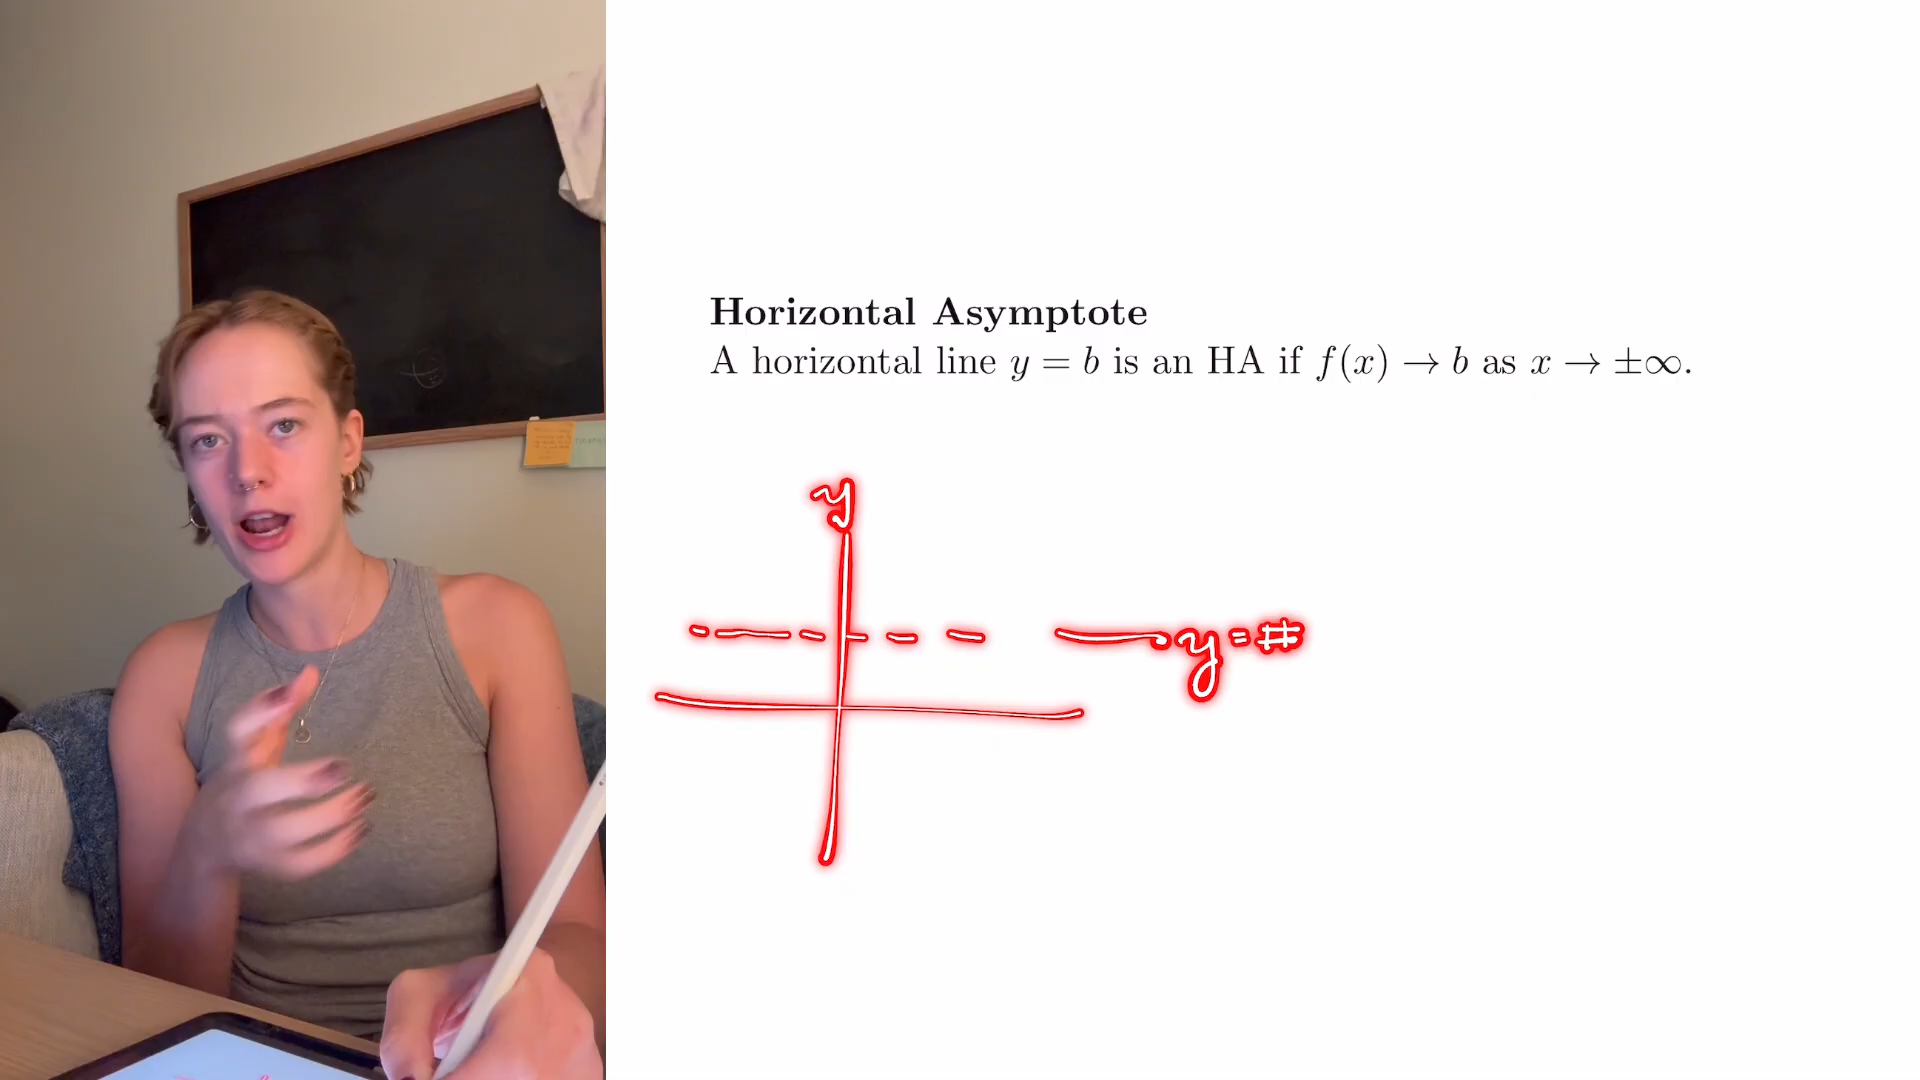 Horizontal Asymptote
A horizontal line y = b is an HA if f(x) → b as x → ±∞.
y
y = #